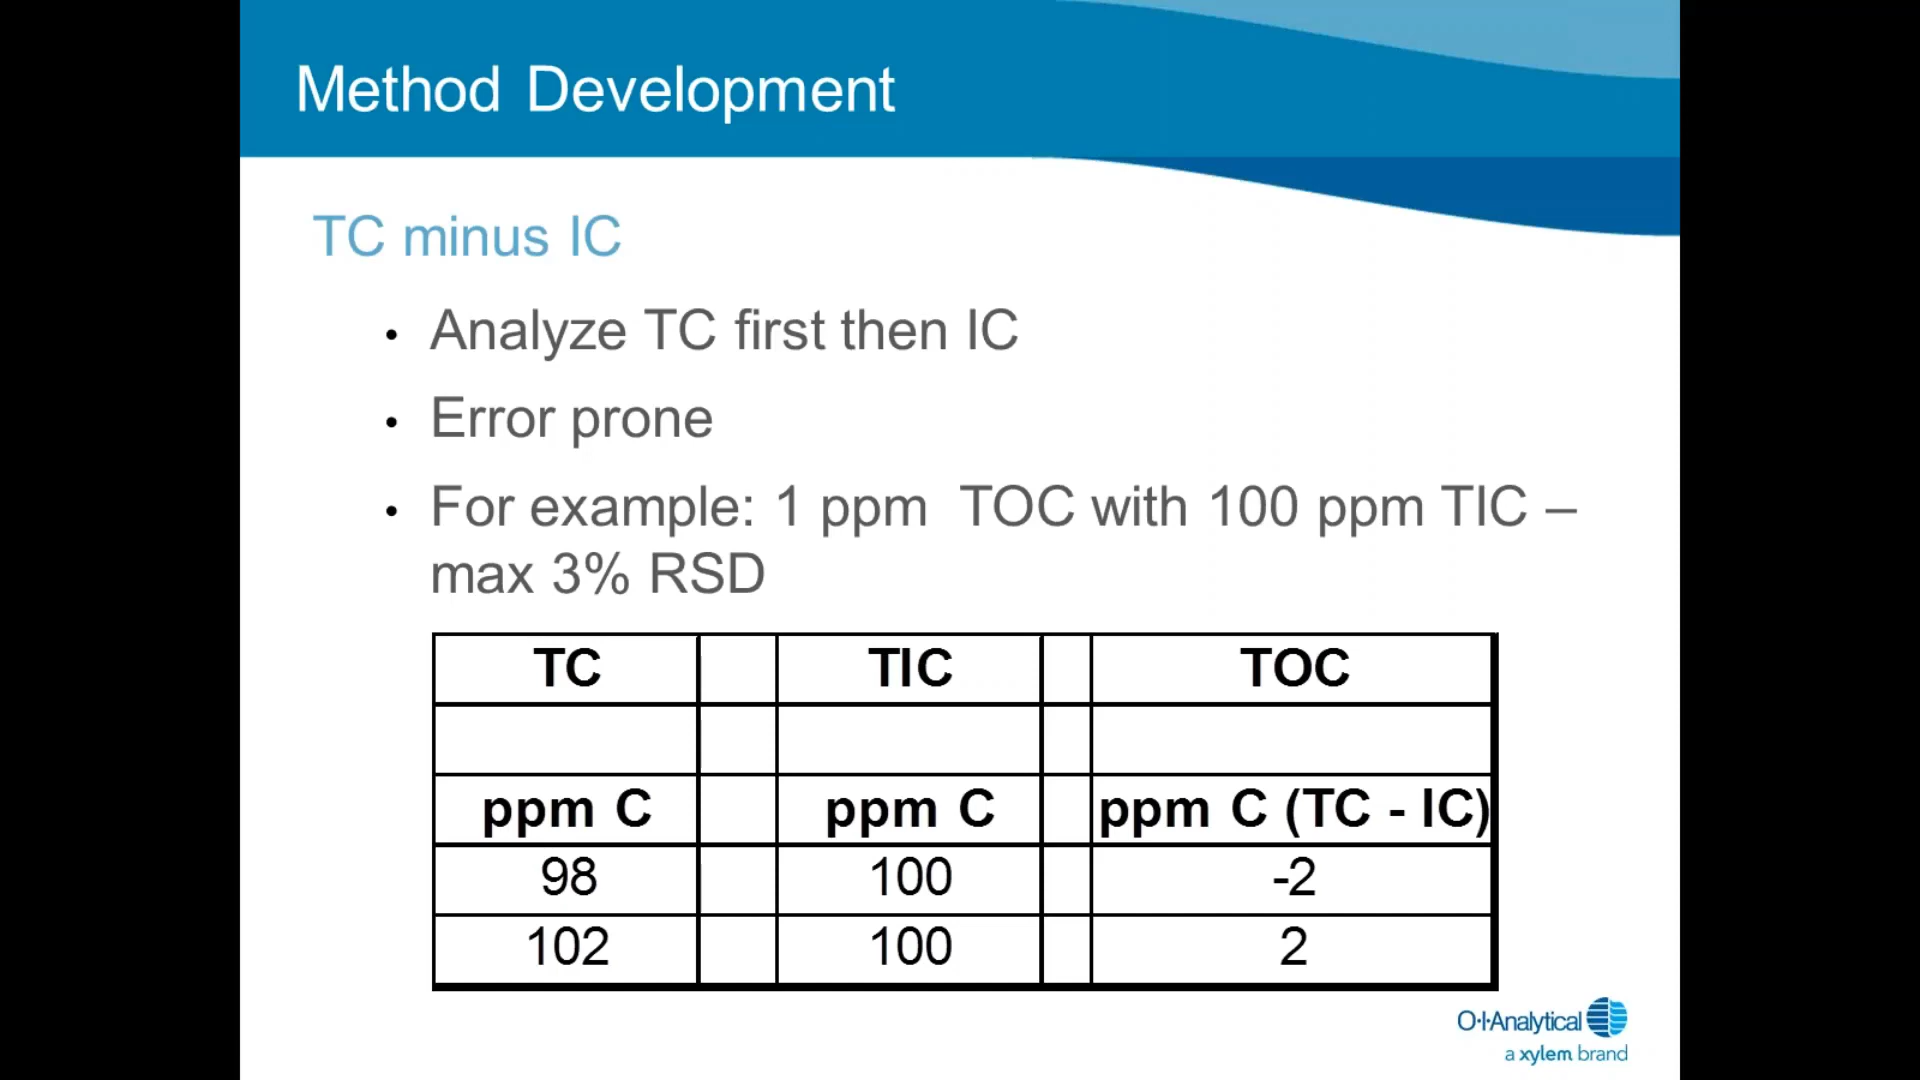 Method Development
TC minus IC
• Analyze TC first then IC
• Error prone
• For example: 1 ppm  TOC with 100 ppm TIC –
max 3% RSD
TC TIC TOC
ppm C ppm C ppm C (TC - IC)
98 100 -2
102 100 2
O·I·Analytical
a xylem brand